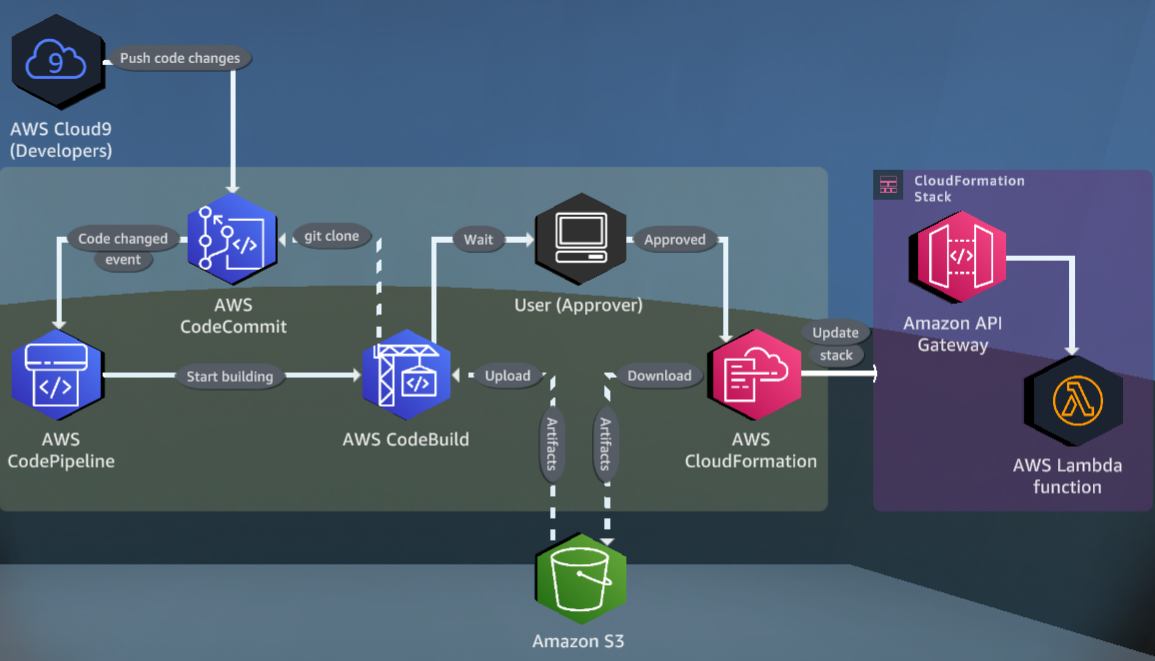 9
Push code changes
AWS Cloud9
(Developers)
CloudFormation
Stack
Code changed
event
git clone
Wait
Approved
AWS
CodeCommit
User (Approver)
Update
stack
Amazon API
Gateway
Start building
Upload
Download
AWS
CodePipeline
AWS CodeBuild
Artifacts
Artifacts
AWS
CloudFormation
AWS Lambda
function
Amazon S3